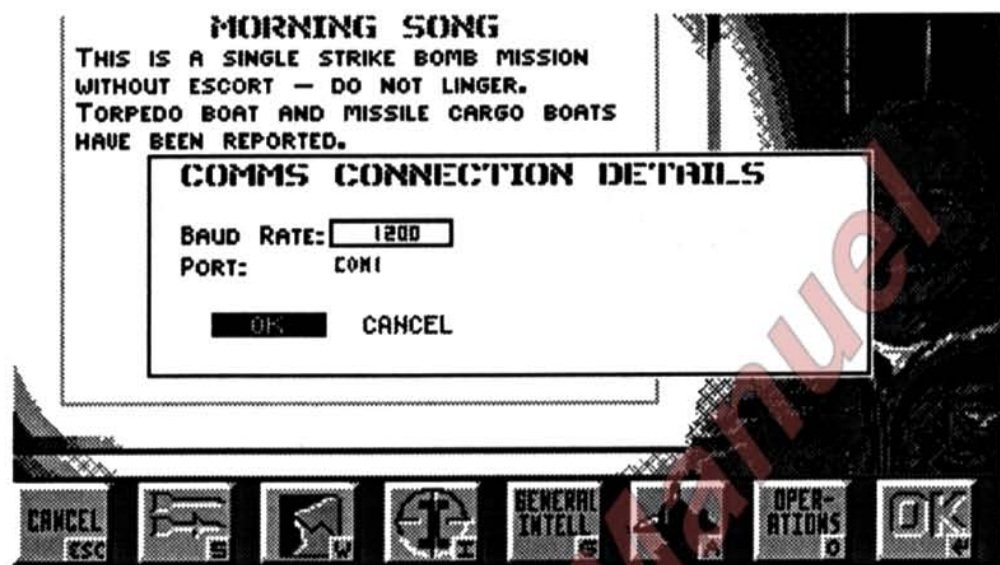 MORNING SONG
THIS IS A SINGLE STRIKE BOMB MISSION
WITHOUT ESCORT – DO NOT LINGER.
TORPEDO BOAT AND MISSILE CARGO BOATS
HAVE BEEN REPORTED.
COMMS CONNECTION DETAILS
BAUD RATE: 1200
PORT: COM1
OK CANCEL
CANCEL
ESC
S
W
I
GENERAL
INTELL
G
A
OPER-
ATIONS
O
OK